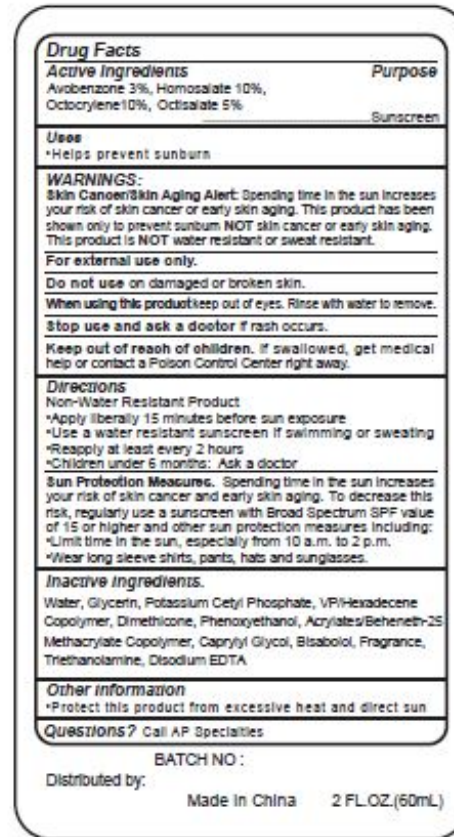 Drug Facts
Active Ingredients Purpose
Avobenzone 3%, Homosalate 10%,
Octocrylene10%, Octisalate 5%
Sunscreen
Uses
•Helps prevent sunburn
WARNINGS:
Skin Cancer/Skin Aging Alert: Spending time in the sun increases
your risk of skin cancer or early skin aging. This product has been
shown only to prevent sunburn NOT skin cancer or early skin aging.
This product is NOT water resistant or sweat resistant.
For external use only.
Do not use on damaged or broken skin.
When using this product keep out of eyes. Rinse with water to remove.
Stop use and ask a doctor if rash occurs.
Keep out of reach of children. If swallowed, get medical
help or contact a Poison Control Center right away.
Directions
Non-Water Resistant Product
•Apply liberally 15 minutes before sun exposure
•Use a water resistant sunscreen if swimming or sweating
•Reapply at least every 2 hours
•Children under 6 months: Ask a doctor
Sun Protection Measures. Spending time in the sun increases
your risk of skin cancer and early skin aging. To decrease this
risk, regularly use a sunscreen with Broad Spectrum SPF value
of 15 or higher and other sun protection measures including:
•Limit time in the sun, especially from 10 a.m. to 2 p.m.
•Wear long sleeve shirts, pants, hats and sunglasses.
Inactive Ingredients.
Water, Glycerin, Potassium Cetyl Phosphate, VP/Hexadecene
Copolymer, Dimethicone, Phenoxyethanol, Acrylates/Beheneth-25
Methacrylate Copolymer, Caprylyl Glycol, Bisabolol, Fragrance,
Triethanolamine, Disodium EDTA
Other information
•Protect this product from excessive heat and direct sun
Questions? Call AP Specialties
BATCH NO :
Distributed by:
Made in China 2 FL.OZ.(60mL)